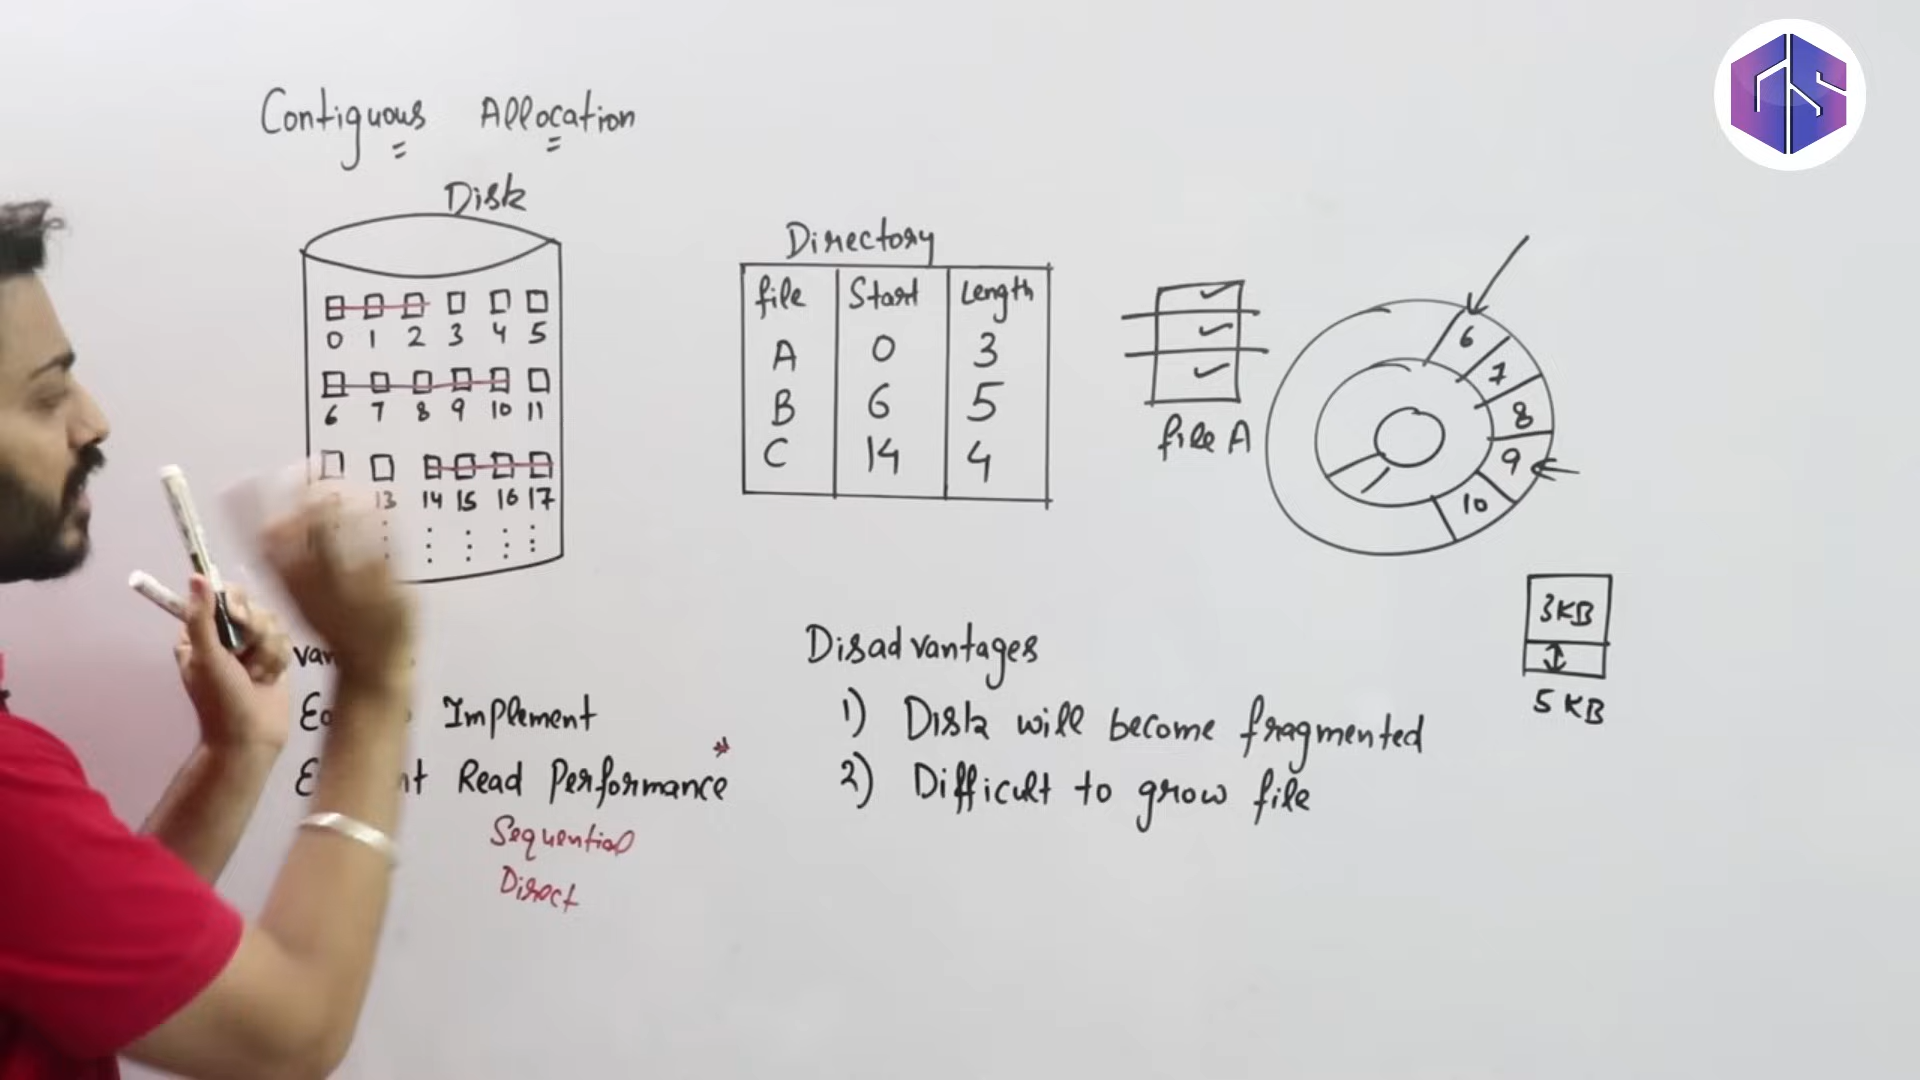 Contiguous Allocation
Disk
0 1 2 3 4 5
6 7 8 9 10 11
13 14 15 16 17
Directory
file Start Length
A 0 3
B 6 5
C 14 4
file A
6
7
8
9
10
3KB
5 KB
Implement
Read Performance *
Sequential
Direct
Disadvantages
1) Disk will become fragmented
2) Difficult to grow file